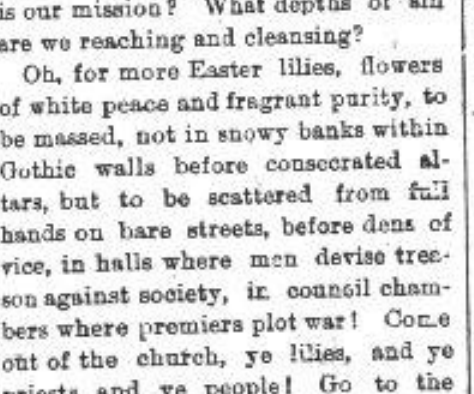 is our mission? What depths of sin
are we reaching and cleansing?
Oh, for more Easter lilies, flowers
of white peace and fragrant purity, to
be massed, not in snowy banks within
Gothic walls before consecrated al-
tars, but to be scattered from full
hands on bare streets, before dens of
vice, in halls where men devise trea-
son against society, in council cham-
bers where premiers plot war! Come
out of the church, ye lilies, and ye
priests and ye people! Go to the